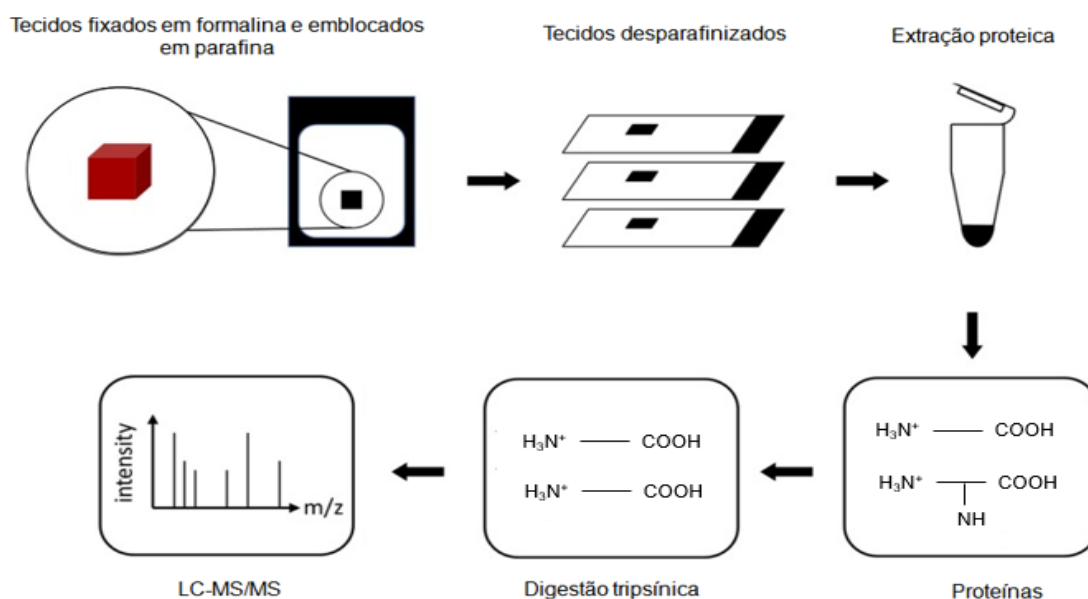 Tecidos fixados em formalina e emblocados
em parafina
Tecidos desparafinizados
Extração proteica
H₃N⁺ COOH
H₃N⁺ COOH
NH
Proteínas
H₃N⁺ COOH
H₃N⁺ COOH
Digestão tripsínica
intensity
m/z
LC-MS/MS